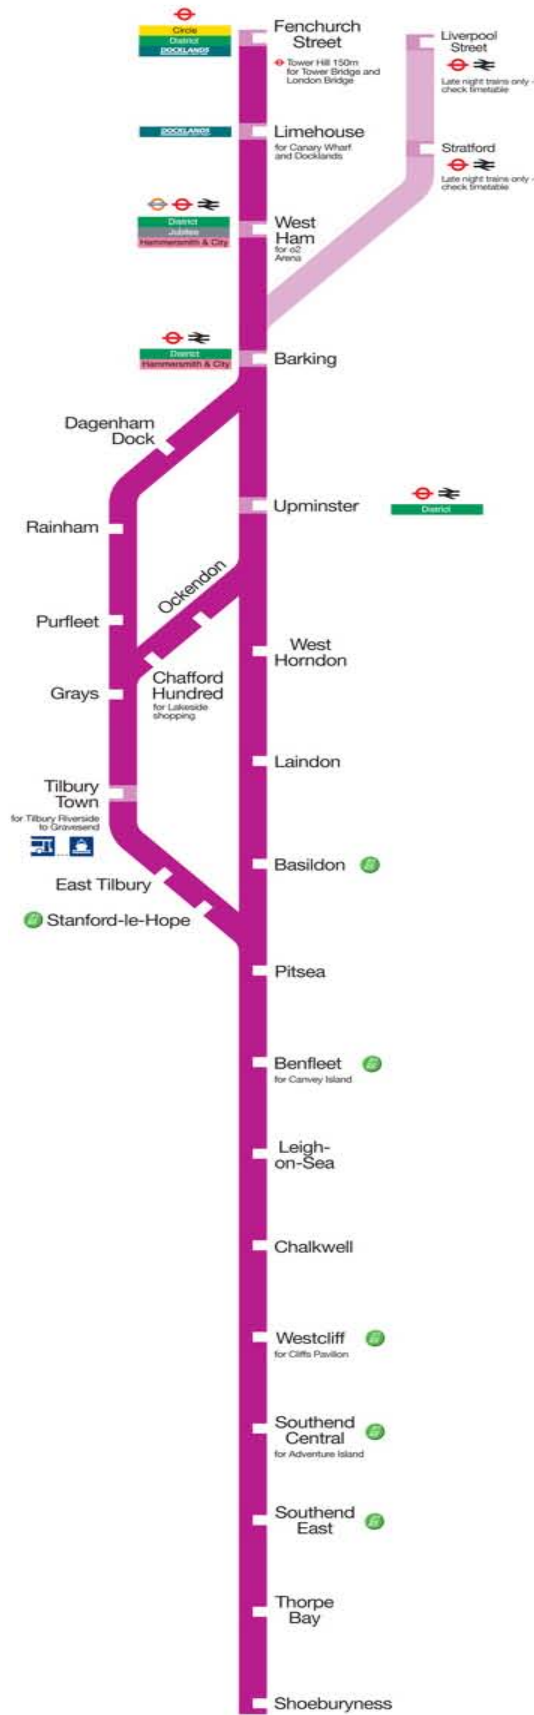 Circle
District
DOCKLANDS
Fenchurch
Street
Tower Hill 150m
for Tower Bridge and
London Bridge
Liverpool
Street
Late night trains only -
check timetable
DOCKLANDS
Limehouse
for Canary Wharf
and Docklands
Stratford
Late night trains only -
check timetable
District
Jubilee
Hammersmith & City
West
Ham
for o2
Arena
District
Hammersmith & City
Barking
Dagenham
Dock
Upminster
District
Rainham
Ockendon
Purfleet
West
Horndon
Chafford
Hundred
for Lakeside
shopping
Grays
Laindon
Tilbury
Town
for Tilbury Riverside
to Gravesend
Basildon
East Tilbury
Stanford-le-Hope
Pitsea
Benfleet
for Canvey Island
Leigh-
on-Sea
Chalkwell
Westcliff
for Cliffs Pavilion
Southend
Central
for Adventure Island
Southend
East
Thorpe
Bay
Shoeburyness